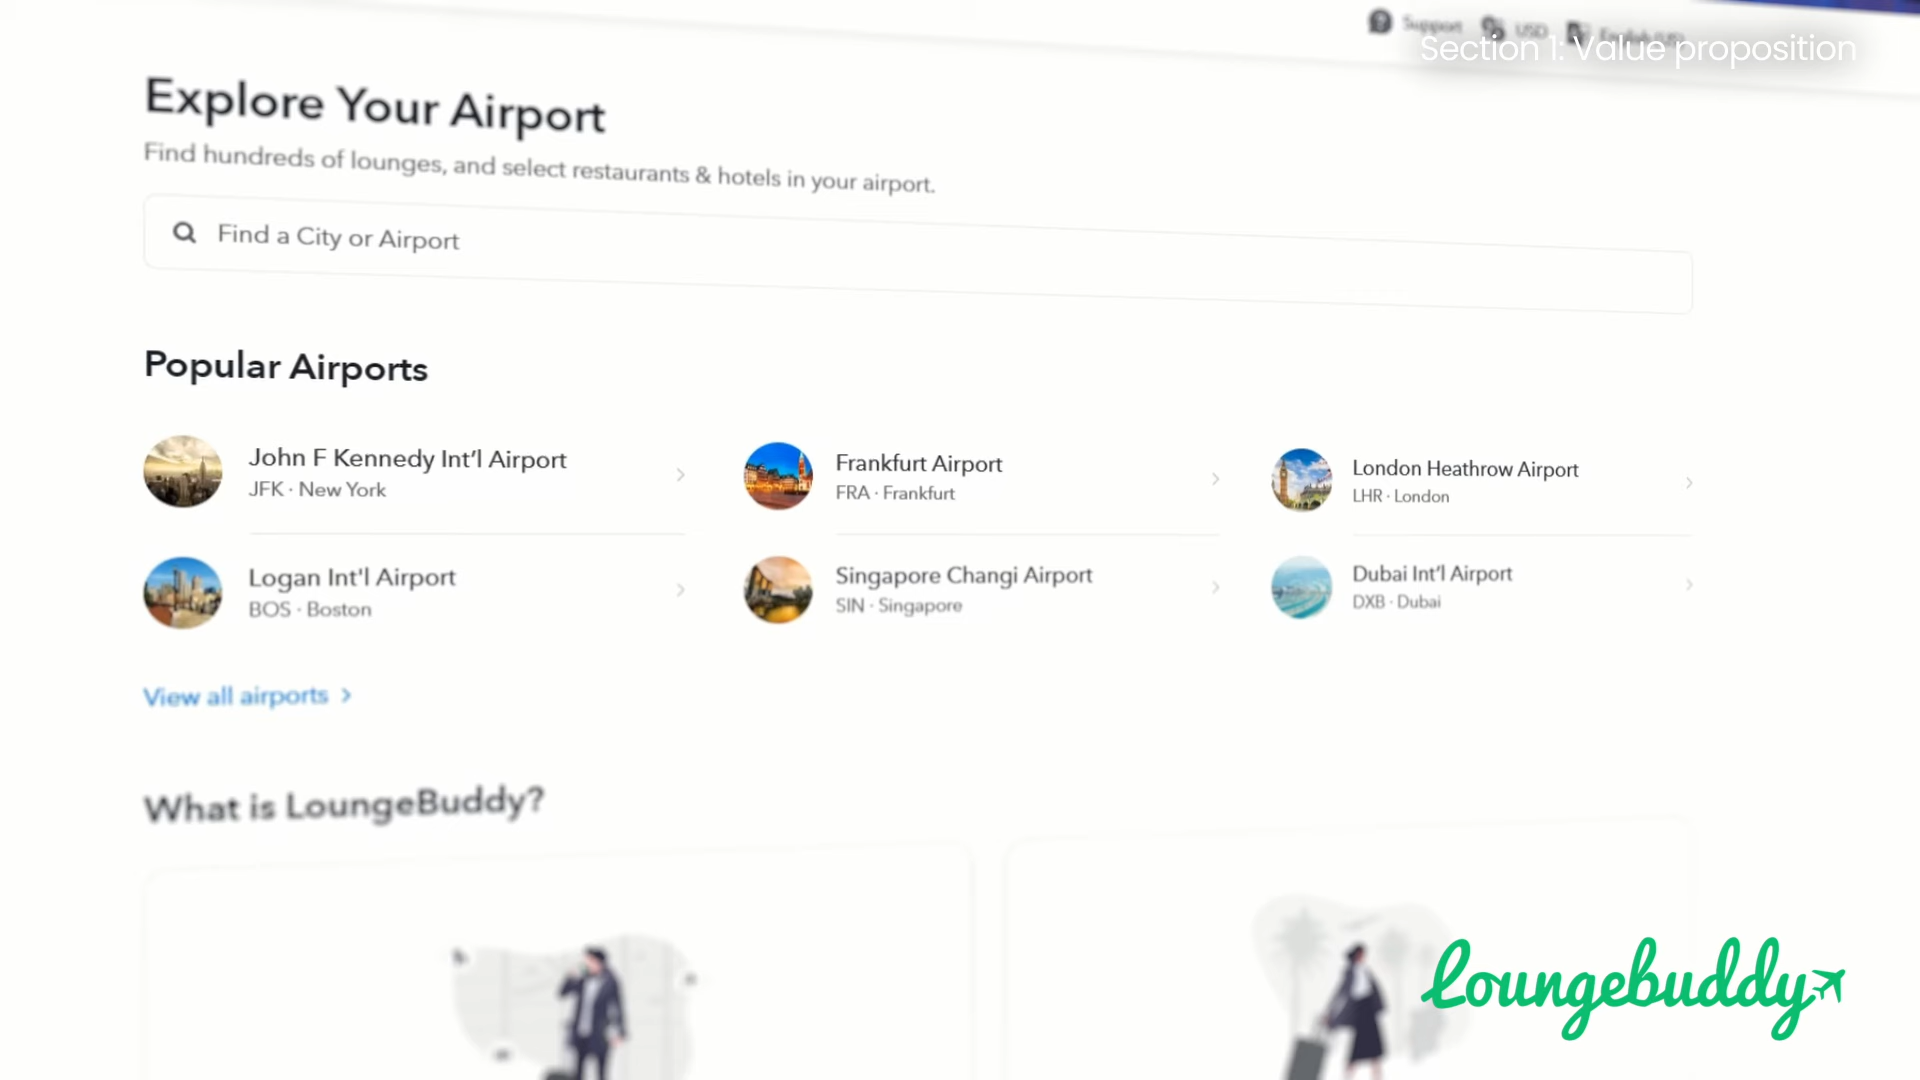 Support USD
Section 1: Value proposition
Explore Your Airport
Find hundreds of lounges, and select restaurants & hotels in your airport.
Find a City or Airport
Popular Airports
John F Kennedy Int’l Airport
JFK · New York
Frankfurt Airport
FRA · Frankfurt
London Heathrow Airport
LHR · London
Logan Int'l Airport
BOS · Boston
Singapore Changi Airport
SIN · Singapore
Dubai Int’l Airport
DXB · Dubai
View all airports
What is LoungeBuddy?
loungebuddy